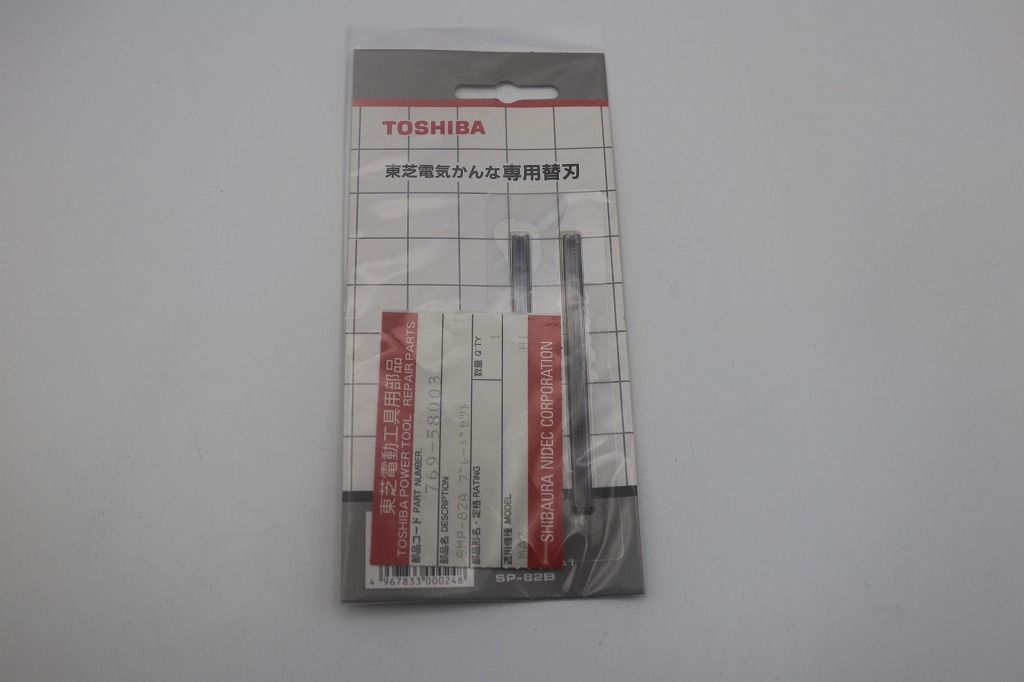 TOSHIBA
東芝電気かんな専用替刃
東芝電動工具用部品
TOSHIBA POWER TOOL REPAIR PARTS
部品コード PART NUMBER
769-58003
部品名 DESCRIPTION
SMP-82A ブレードセット
部品形名・定格 RATING
数量 Q'TY
1
適用機種 MODEL
SHIBAURA NIDEC CORPORATION
4 967833 000248
SP-82B